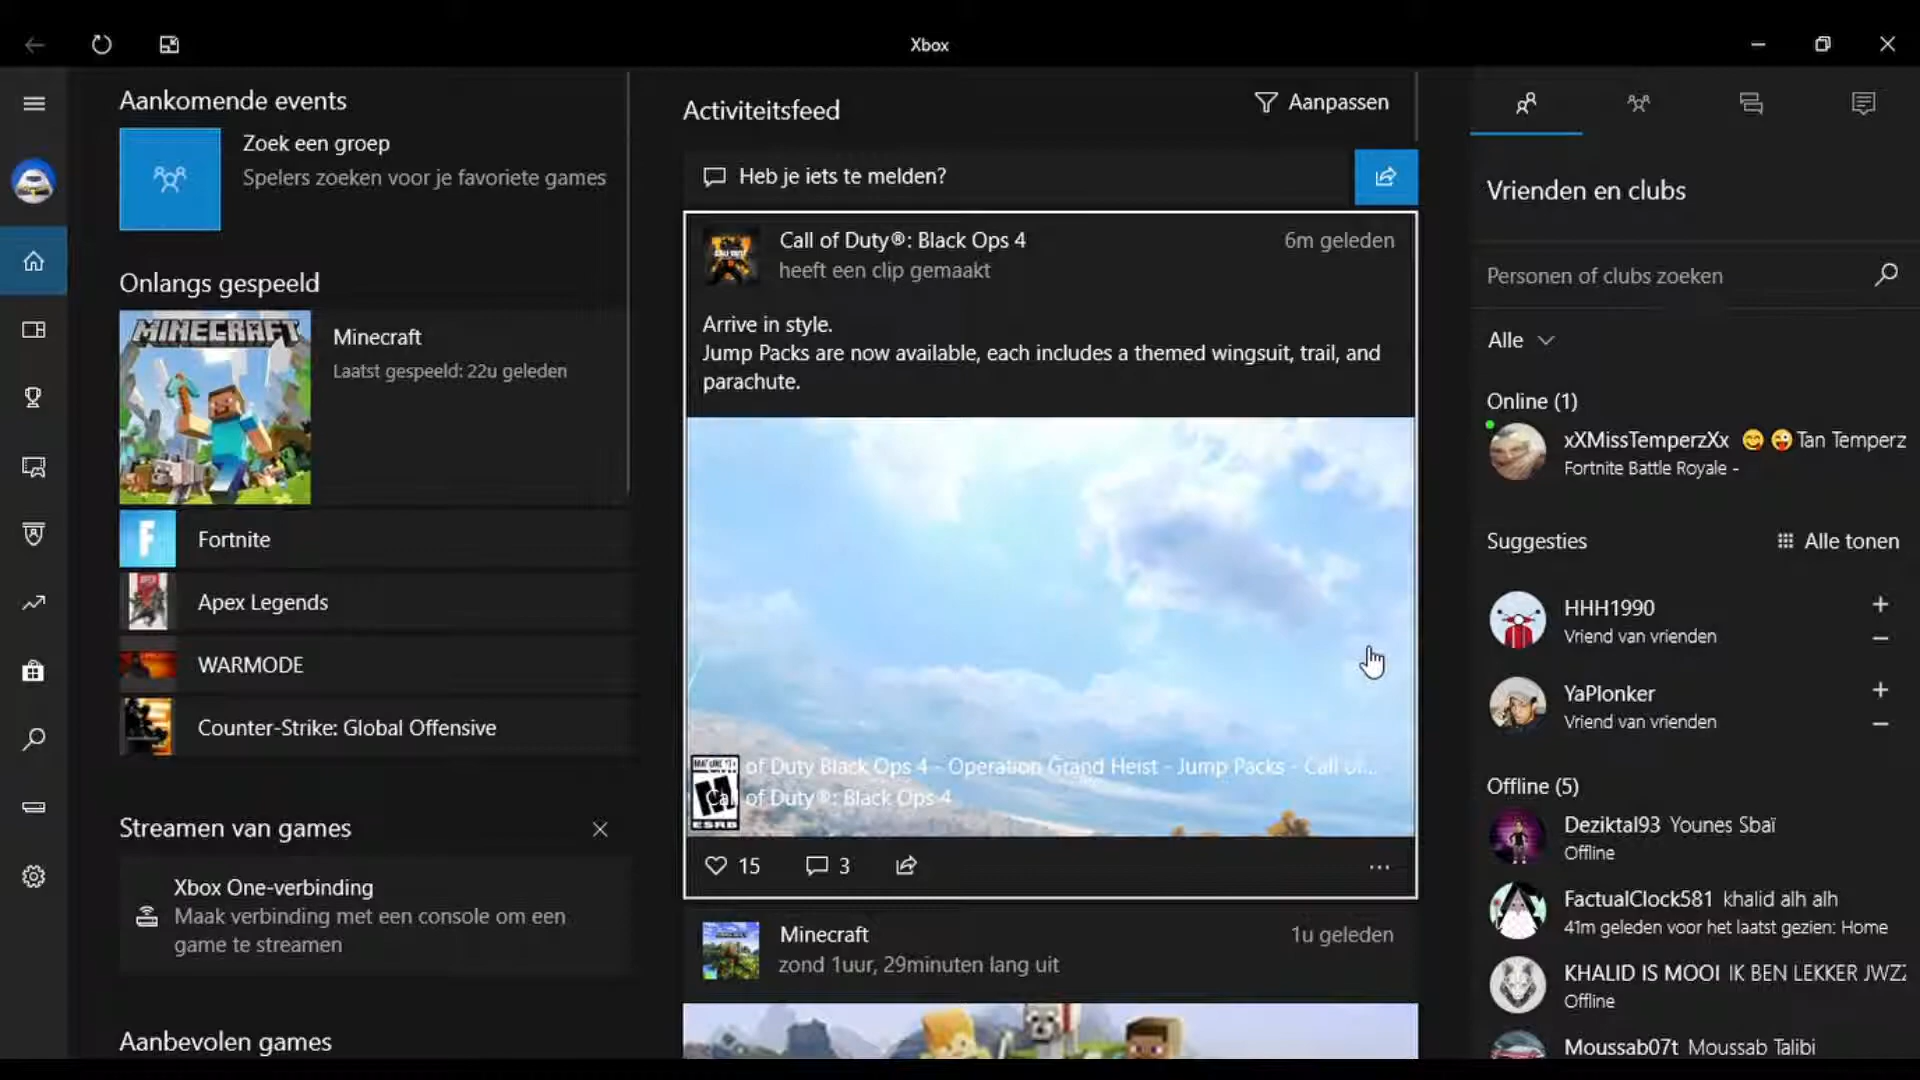 Xbox
Aankomende events
Zoek een groep
Spelers zoeken voor je favoriete games
Onlangs gespeeld
MINECRAFT
Minecraft
Laatst gespeeld: 22u geleden
Fortnite
Apex Legends
WARMODE
Counter-Strike: Global Offensive
Streamen van games
Xbox One-verbinding
Maak verbinding met een console om een
game te streamen
Aanbevolen games
Activiteitsfeed
Aanpassen
Heb je iets te melden?
Call of Duty®: Black Ops 4
6m geleden
heeft een clip gemaakt
Arrive in style.
Jump Packs are now available, each includes a themed wingsuit, trail, and
parachute.
of Duty Black Ops 4 - Operation Grand Heist - Jump Packs - Call of...
Call of Duty®: Black Ops 4
MATURE 17+
M
ESRB
15
3
Minecraft
1u geleden
zond 1uur, 29minuten lang uit
Vrienden en clubs
Personen of clubs zoeken
Alle
Online (1)
xXMissTemperzXx 😋 😜Tan Temperz
Fortnite Battle Royale -
Suggesties
Alle tonen
HHH1990
Vriend van vrienden
YaPlonker
Vriend van vrienden
Offline (5)
Deziktal93 Younes Sbaï
Offline
FactualClock581 khalid alh alh
41m geleden voor het laatst gezien: Home
KHALID IS MOOI IK BEN LEKKER JWZZ
Offline
Moussab07t Moussab Talibi